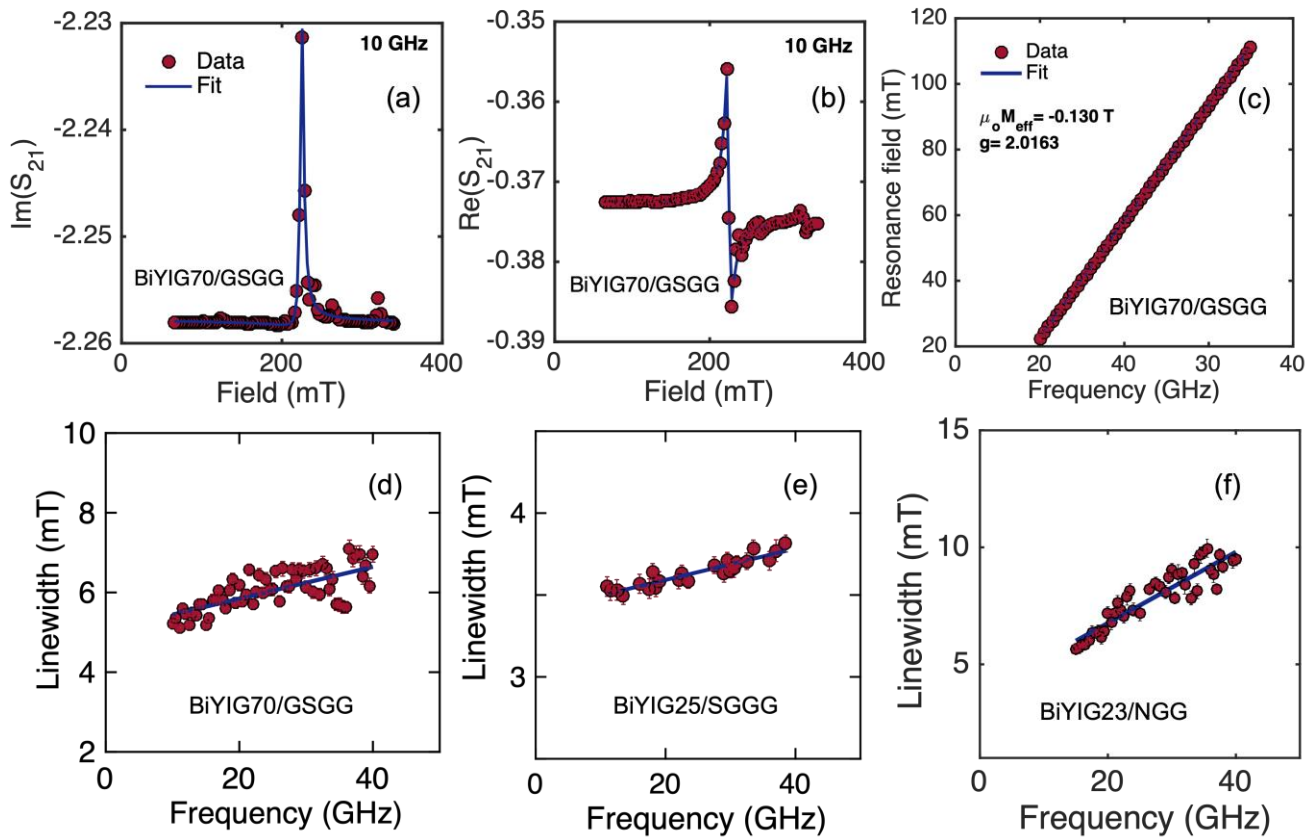 -2.23
-2.24
-2.25
-2.26
Im(S21)
Data
Fit
10 GHz
(a)
BiYIG70/GSGG
0
200
400
Field (mT)
-0.35
-0.36
-0.37
-0.38
-0.39
Re(S21)
10 GHz
(b)
BiYIG70/GSGG
0
200
400
Field (mT)
120
100
80
60
40
20
Resonance field (mT)
Data
Fit
(c)
μoMeff= -0.130 T
g= 2.0163
BiYIG70/GSGG
0
20
40
30
40
Frequency (GHz)
10
8
6
4
2
Linewidth (mT)
(d)
BiYIG70/GSGG
0
20
40
Frequency (GHz)
4
3
Linewidth (mT)
(e)
BiYIG25/SGGG
0
20
40
Frequency (GHz)
15
10
5
Linewidth (mT)
(f)
BiYIG23/NGG
0
20
40
Frequency (GHz)